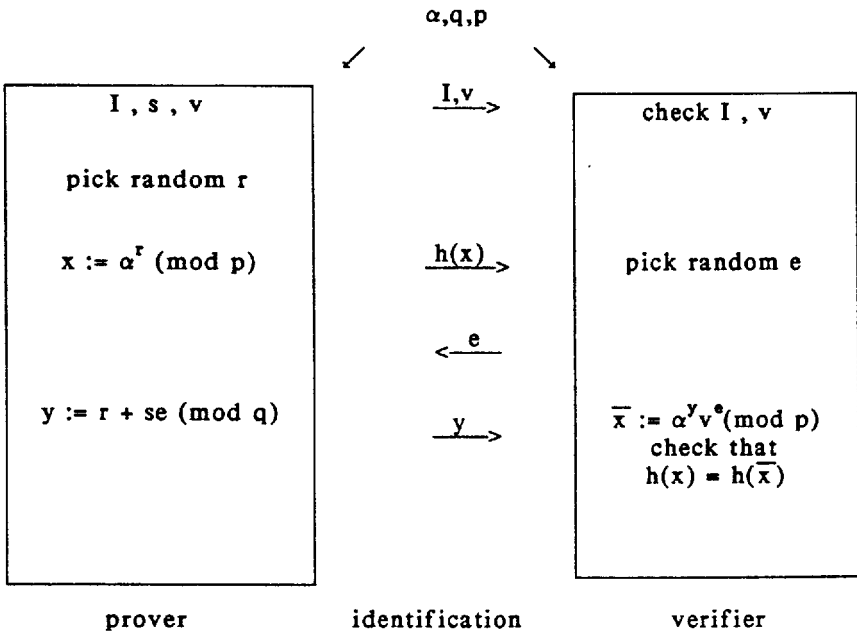 α,q,p
I , s , v
I,v
check I , v
pick random r
x := α^r (mod p)
h(x)
pick random e
e
y := r + se (mod q)
y
x̅ := α^y v^e(mod p)
check that
h(x) = h(x̅)
prover identification verifier